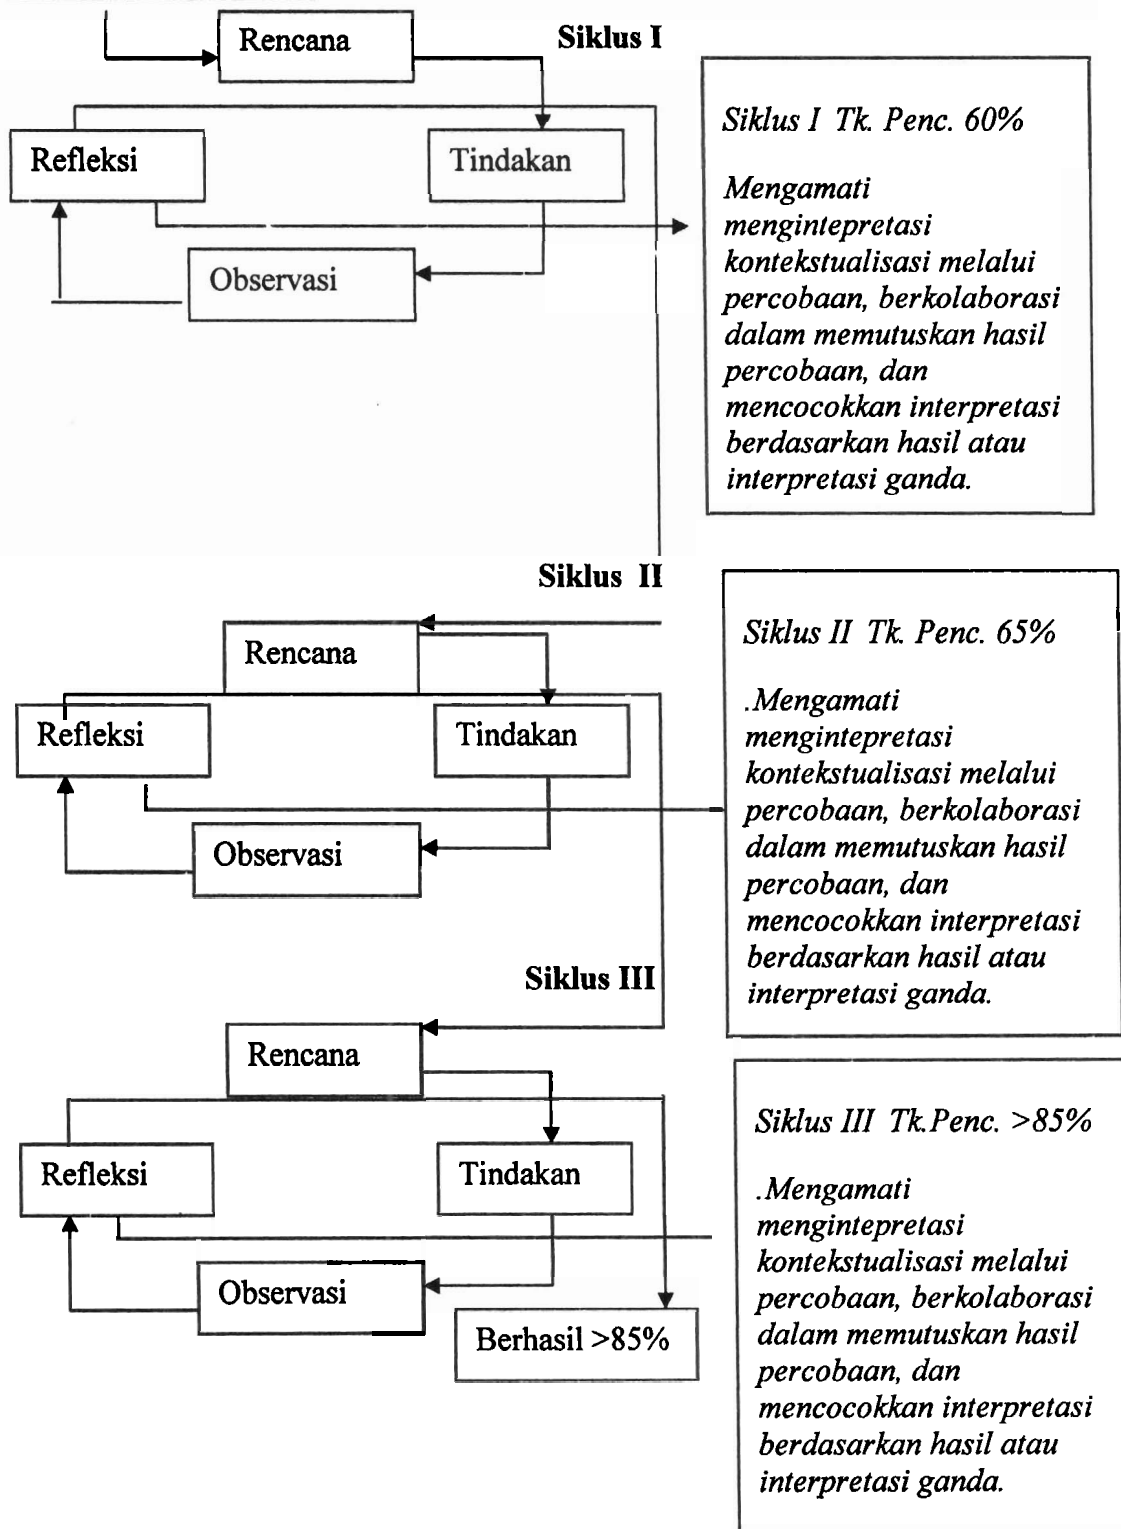 Rencana
Siklus I
Refleksi
Tindakan
Observasi
Siklus I Tk. Penc. 60%
Mengamati
mengintepretasi
kontekstualisasi melalui
percobaan, berkolaborasi
dalam memutuskan hasil
percobaan, dan
mencocokkan interpretasi
berdasarkan hasil atau
interpretasi ganda.
Siklus II
Rencana
Refleksi
Tindakan
Observasi
Siklus II Tk. Penc. 65%
.Mengamati
mengintepretasi
kontekstualisasi melalui
percobaan, berkolaborasi
dalam memutuskan hasil
percobaan, dan
mencocokkan interpretasi
berdasarkan hasil atau
interpretasi ganda.
Siklus III
Rencana
Refleksi
Tindakan
Observasi
Berhasil >85%
Siklus III Tk.Penc. >85%
.Mengamati
mengintepretasi
kontekstualisasi melalui
percobaan, berkolaborasi
dalam memutuskan hasil
percobaan, dan
mencocokkan interpretasi
berdasarkan hasil atau
interpretasi ganda.